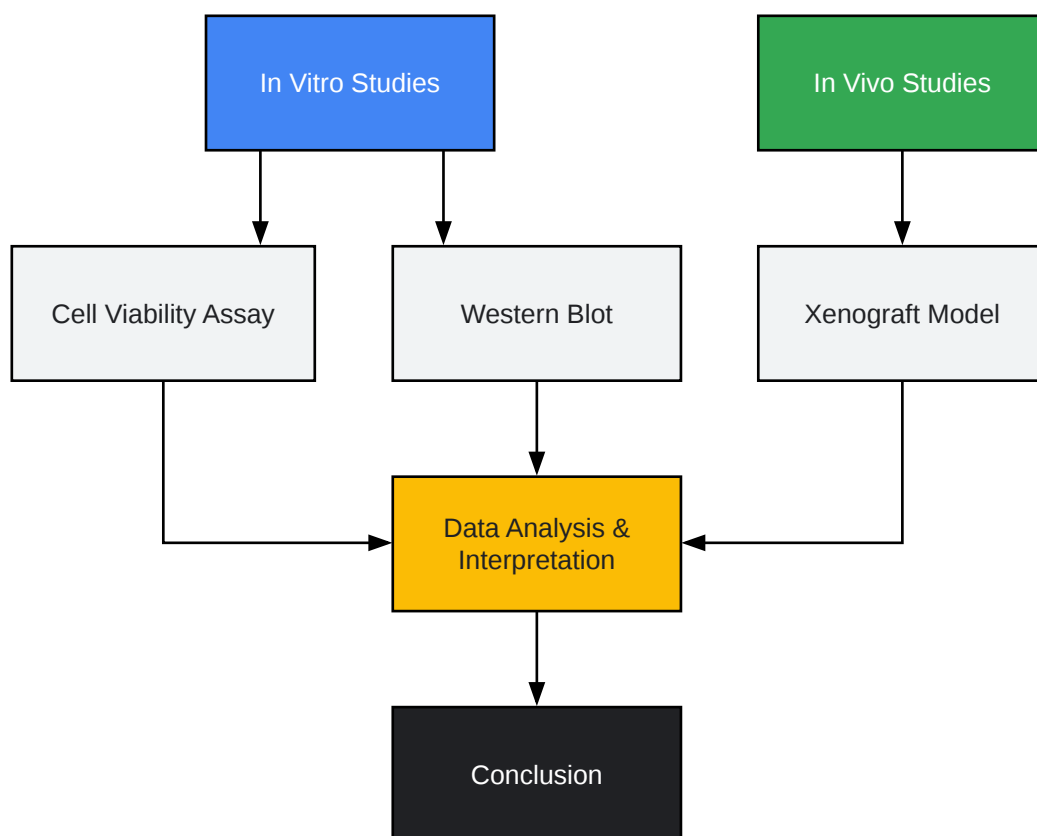 In Vitro Studies
In Vivo Studies
Cell Viability Assay
Western Blot
Xenograft Model
Data Analysis &
Interpretation
Conclusion